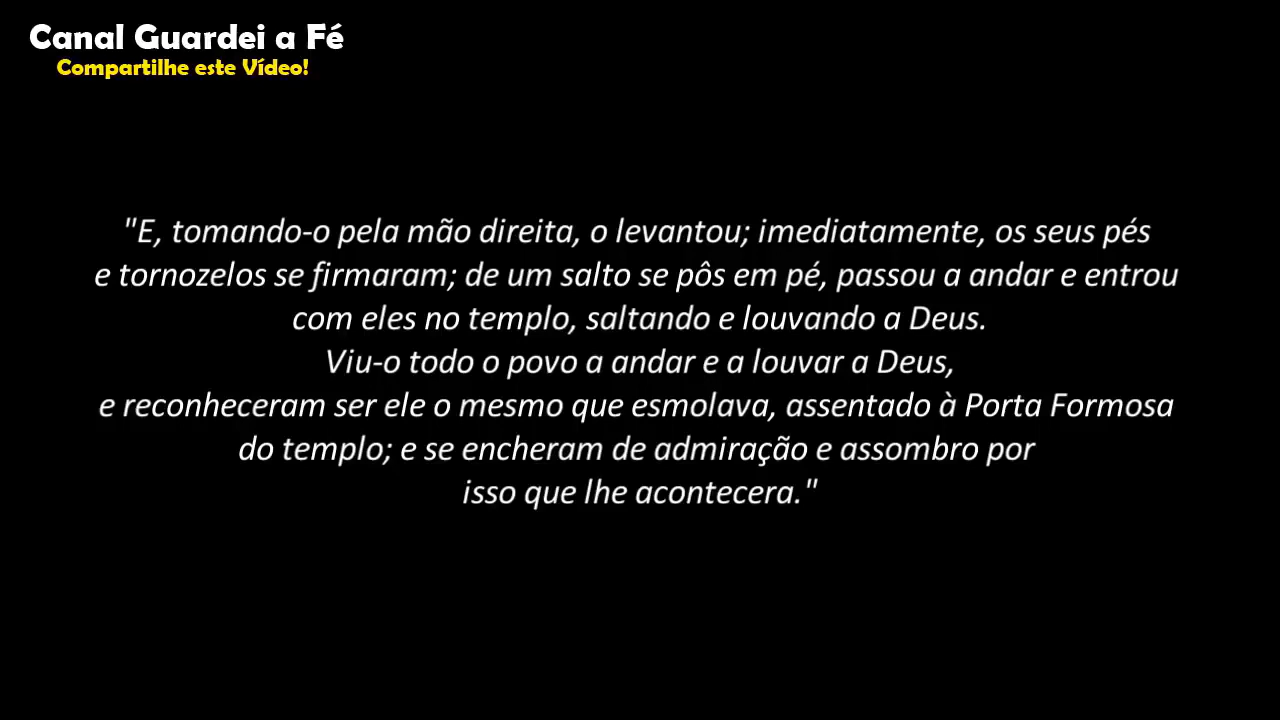 Canal Guardei a Fé
Compartilhe este Vídeo!
"E, tomando-o pela mão direita, o levantou; imediatamente, os seus pés
e tornozelos se firmaram; de um salto se pôs em pé, passou a andar e entrou
com eles no templo, saltando e louvando a Deus.
Viu-o todo o povo a andar e a louvar a Deus,
e reconheceram ser ele o mesmo que esmolava, assentado à Porta Formosa
do templo; e se encheram de admiração e assombro por
isso que lhe acontecera."